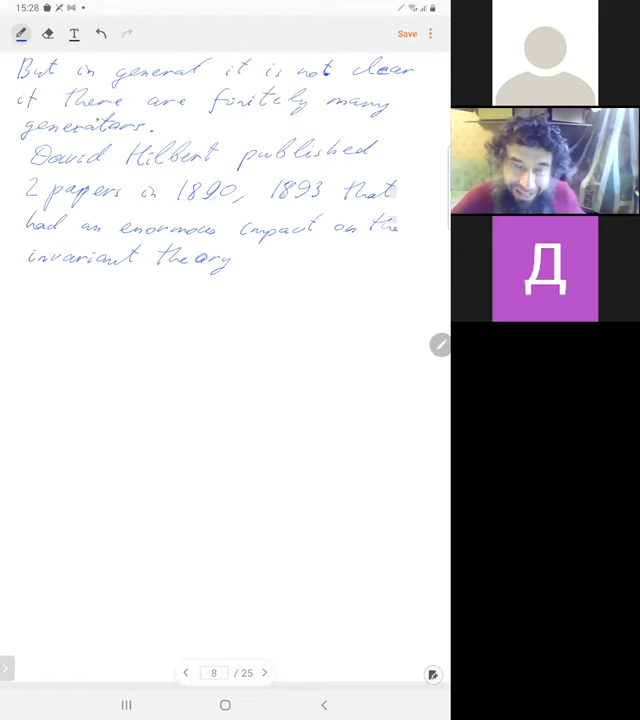 15:28
Save
But in general it is not clear
if there are finitely many
generators.
David Hilbert published
2 papers in 1890, 1893 that
had an enormous impact on the
invariant theory
Д
8 / 25